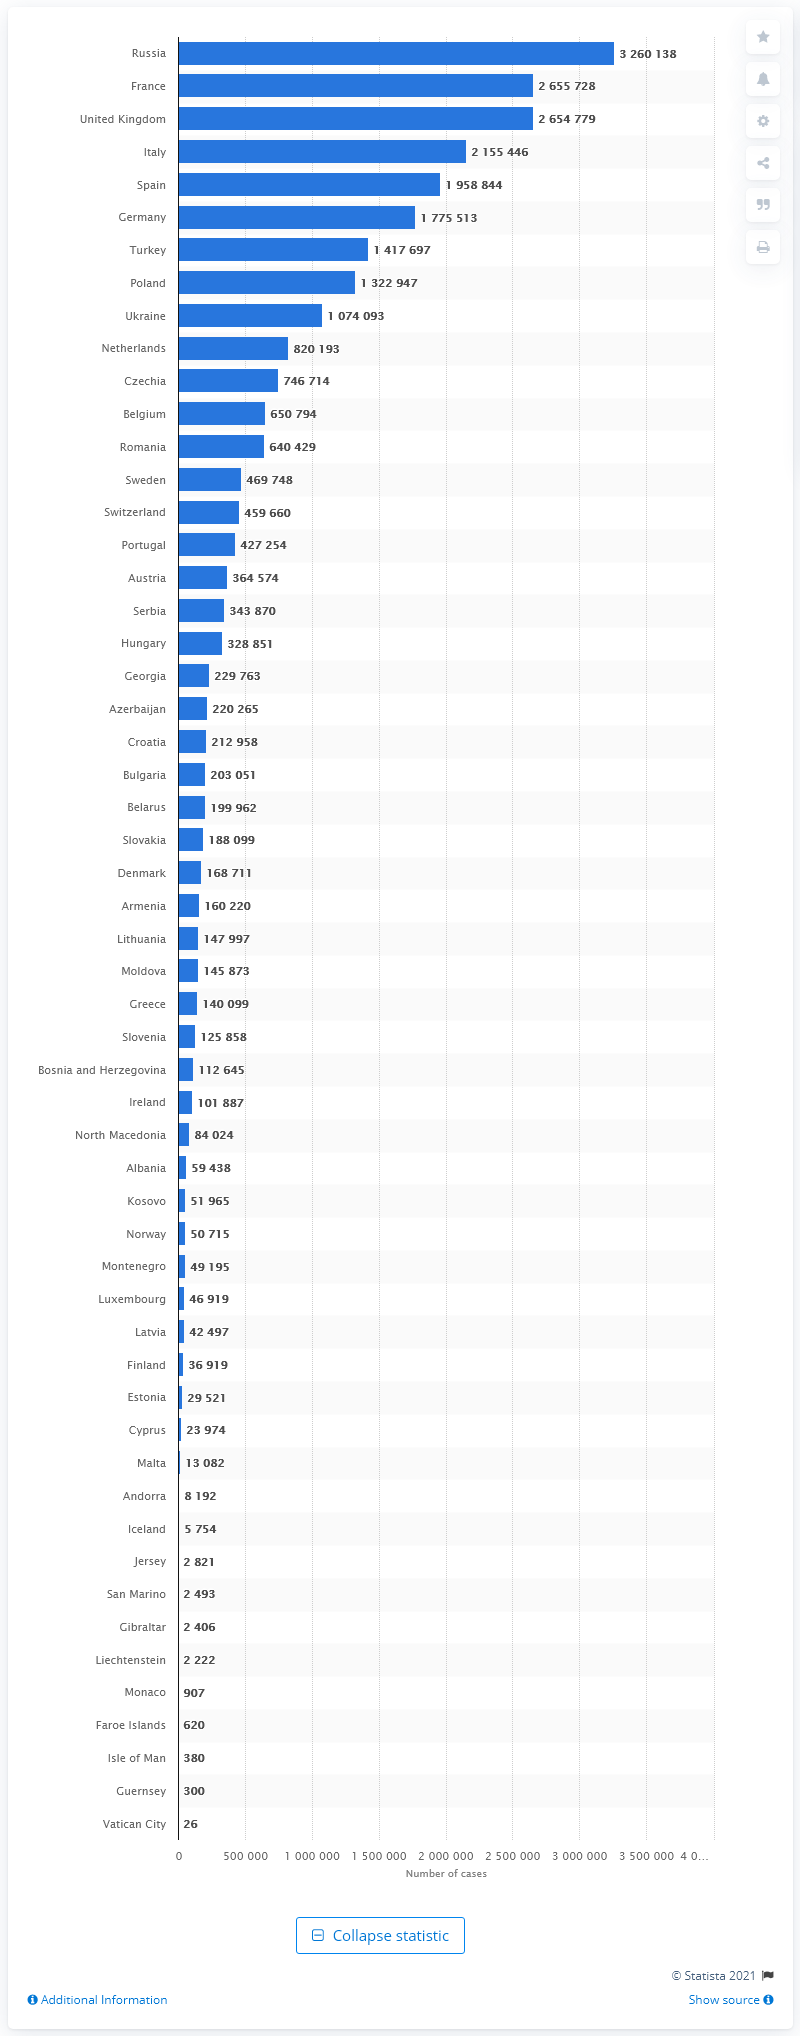 Russia 3 260 138
France 2 655 728
United Kingdom 2 654 779
Italy 2 155 446
Spain 1 958 844
Germany 1 775 513
Turkey 1 417 697
Poland 1 322 947
Ukraine 1 074 093
Netherlands 820 193
Czechia 746 714
Belgium 650 794
Romania 640 429
Sweden 469 748
Switzerland 459 660
Portugal 427 254
Austria 364 574
Serbia 343 870
Hungary 328 851
Georgia 229 763
Azerbaijan 220 265
Croatia 212 958
Bulgaria 203 051
Belarus 199 962
Slovakia 188 099
Denmark 168 711
Armenia 160 220
Lithuania 147 997
Moldova 145 873
Greece 140 099
Slovenia 125 858
Bosnia and Herzegovina 112 645
Ireland 101 887
North Macedonia 84 024
Albania 59 438
Kosovo 51 965
Norway 50 715
Montenegro 49 195
Luxembourg 46 919
Latvia 42 497
Finland 36 919
Estonia 29 521
Cyprus 23 974
Malta 13 082
Andorra 8 192
Iceland 5 754
Jersey 2 821
San Marino 2 493
Gibraltar 2 406
Liechtenstein 2 222
Monaco 907
Faroe Islands 620
Isle of Man 380
Guernsey 300
Vatican City 26
0 500 000 1 000 000 1 500 000 2 000 000 2 500 000 3 000 000 3 500 000 4 0...
Number of cases
Collapse statistic
© Statista 2021
Additional Information Show source